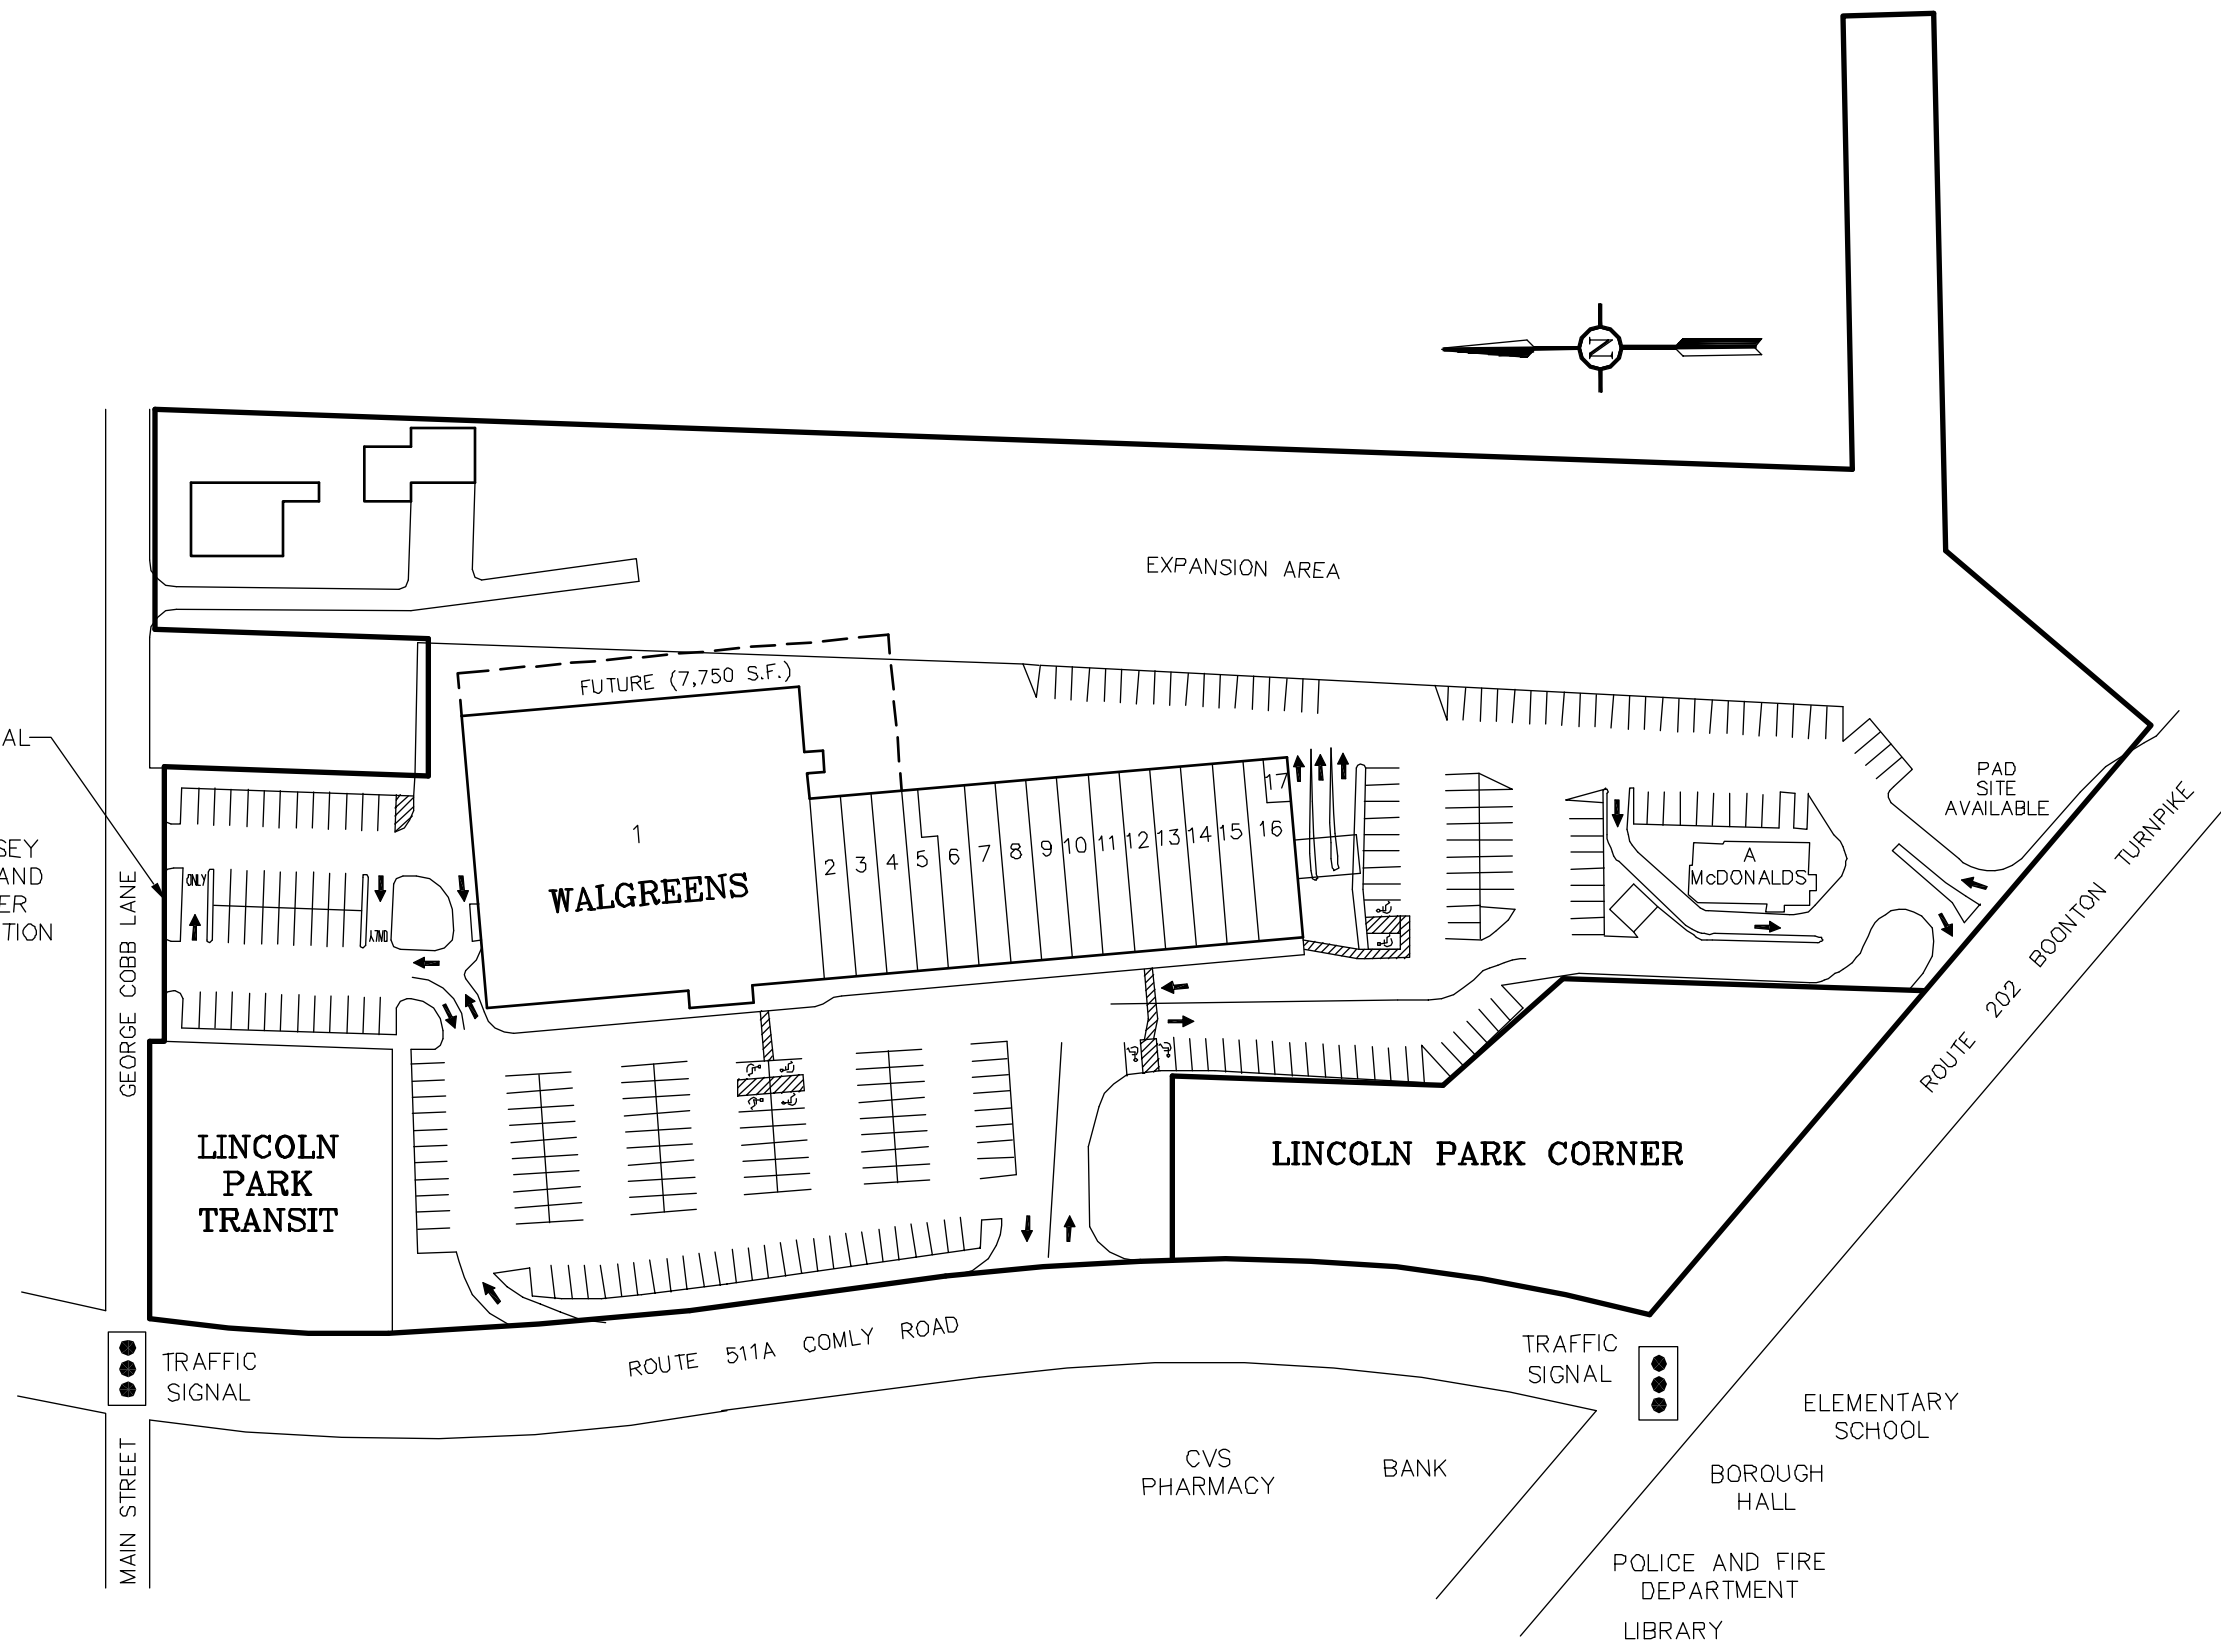 N
EXPANSION AREA
FUTURE (7,750 S.F.)
AL
SEY
AND
ER
TION
GEORGE COBB LANE
ONLY
ONLY
1
WALGREENS
2 3 4 5 6 7 8 9 10 11 12 13 14 15 16 17
A
McDONALDS
PAD
SITE
AVAILABLE
ROUTE 202 BOONTON TURNPIKE
LINCOLN
PARK
TRANSIT
LINCOLN PARK CORNER
ROUTE 511A COMLY ROAD
TRAFFIC
SIGNAL
TRAFFIC
SIGNAL
MAIN STREET
CVS
PHARMACY
BANK
ELEMENTARY
SCHOOL
BOROUGH
HALL
POLICE AND FIRE
DEPARTMENT
LIBRARY